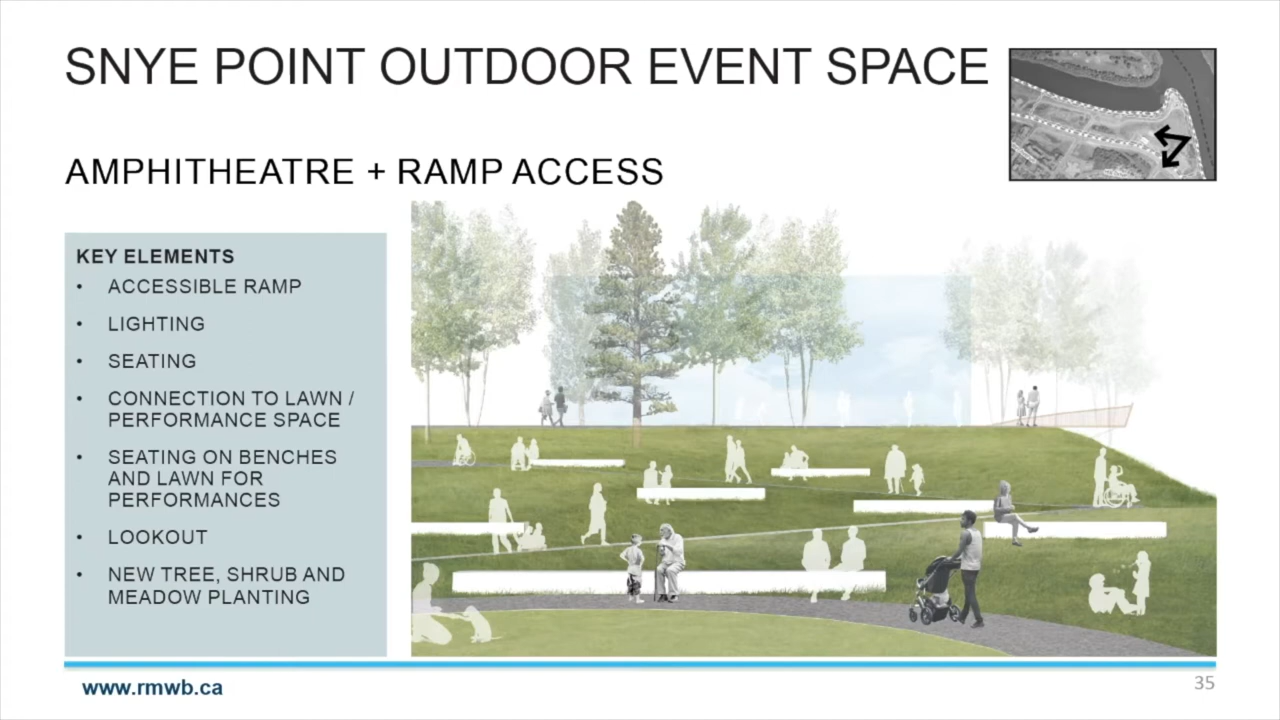 SNYE POINT OUTDOOR EVENT SPACE
AMPHITHEATRE + RAMP ACCESS
KEY ELEMENTS
• ACCESSIBLE RAMP
• LIGHTING
• SEATING
• CONNECTION TO LAWN /
PERFORMANCE SPACE
• SEATING ON BENCHES
AND LAWN FOR
PERFORMANCES
• LOOKOUT
• NEW TREE, SHRUB AND
MEADOW PLANTING
www.rmwb.ca
35